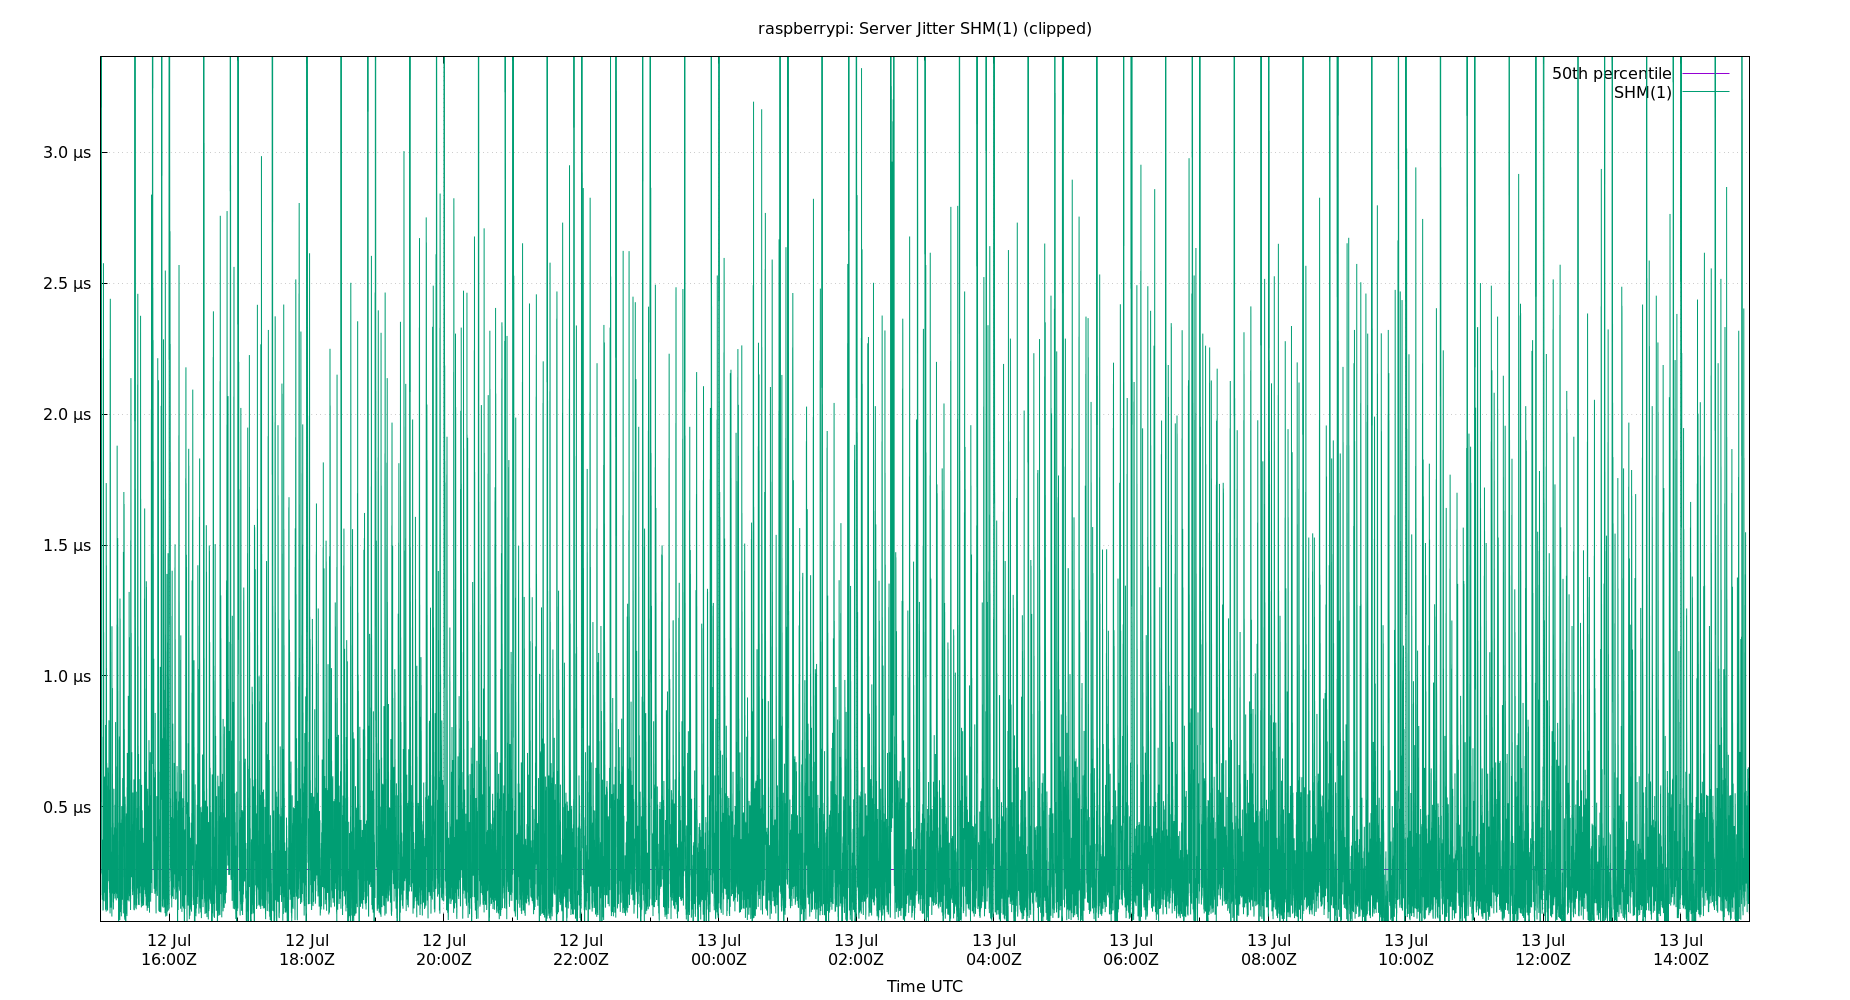 raspberrypi: Server Jitter SHM(1) (clipped)
50th percentile
SHM(1)
3.0 μs
2.5 μs
2.0 μs
1.5 μs
1.0 μs
0.5 μs
12 Jul 12 Jul 12 Jul 12 Jul 13 Jul 13 Jul 13 Jul 13 Jul 13 Jul 13 Jul 13 Jul 13 Jul
16:00Z 18:00Z 20:00Z 22:00Z 00:00Z 02:00Z 04:00Z 06:00Z 08:00Z 10:00Z 12:00Z 14:00Z
Time UTC